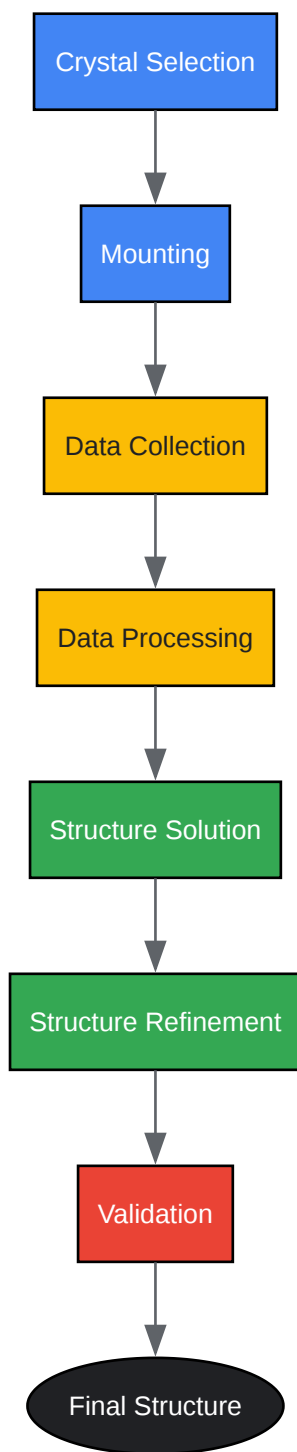 Crystal Selection
Mounting
Data Collection
Data Processing
Structure Solution
Structure Refinement
Validation
Final Structure